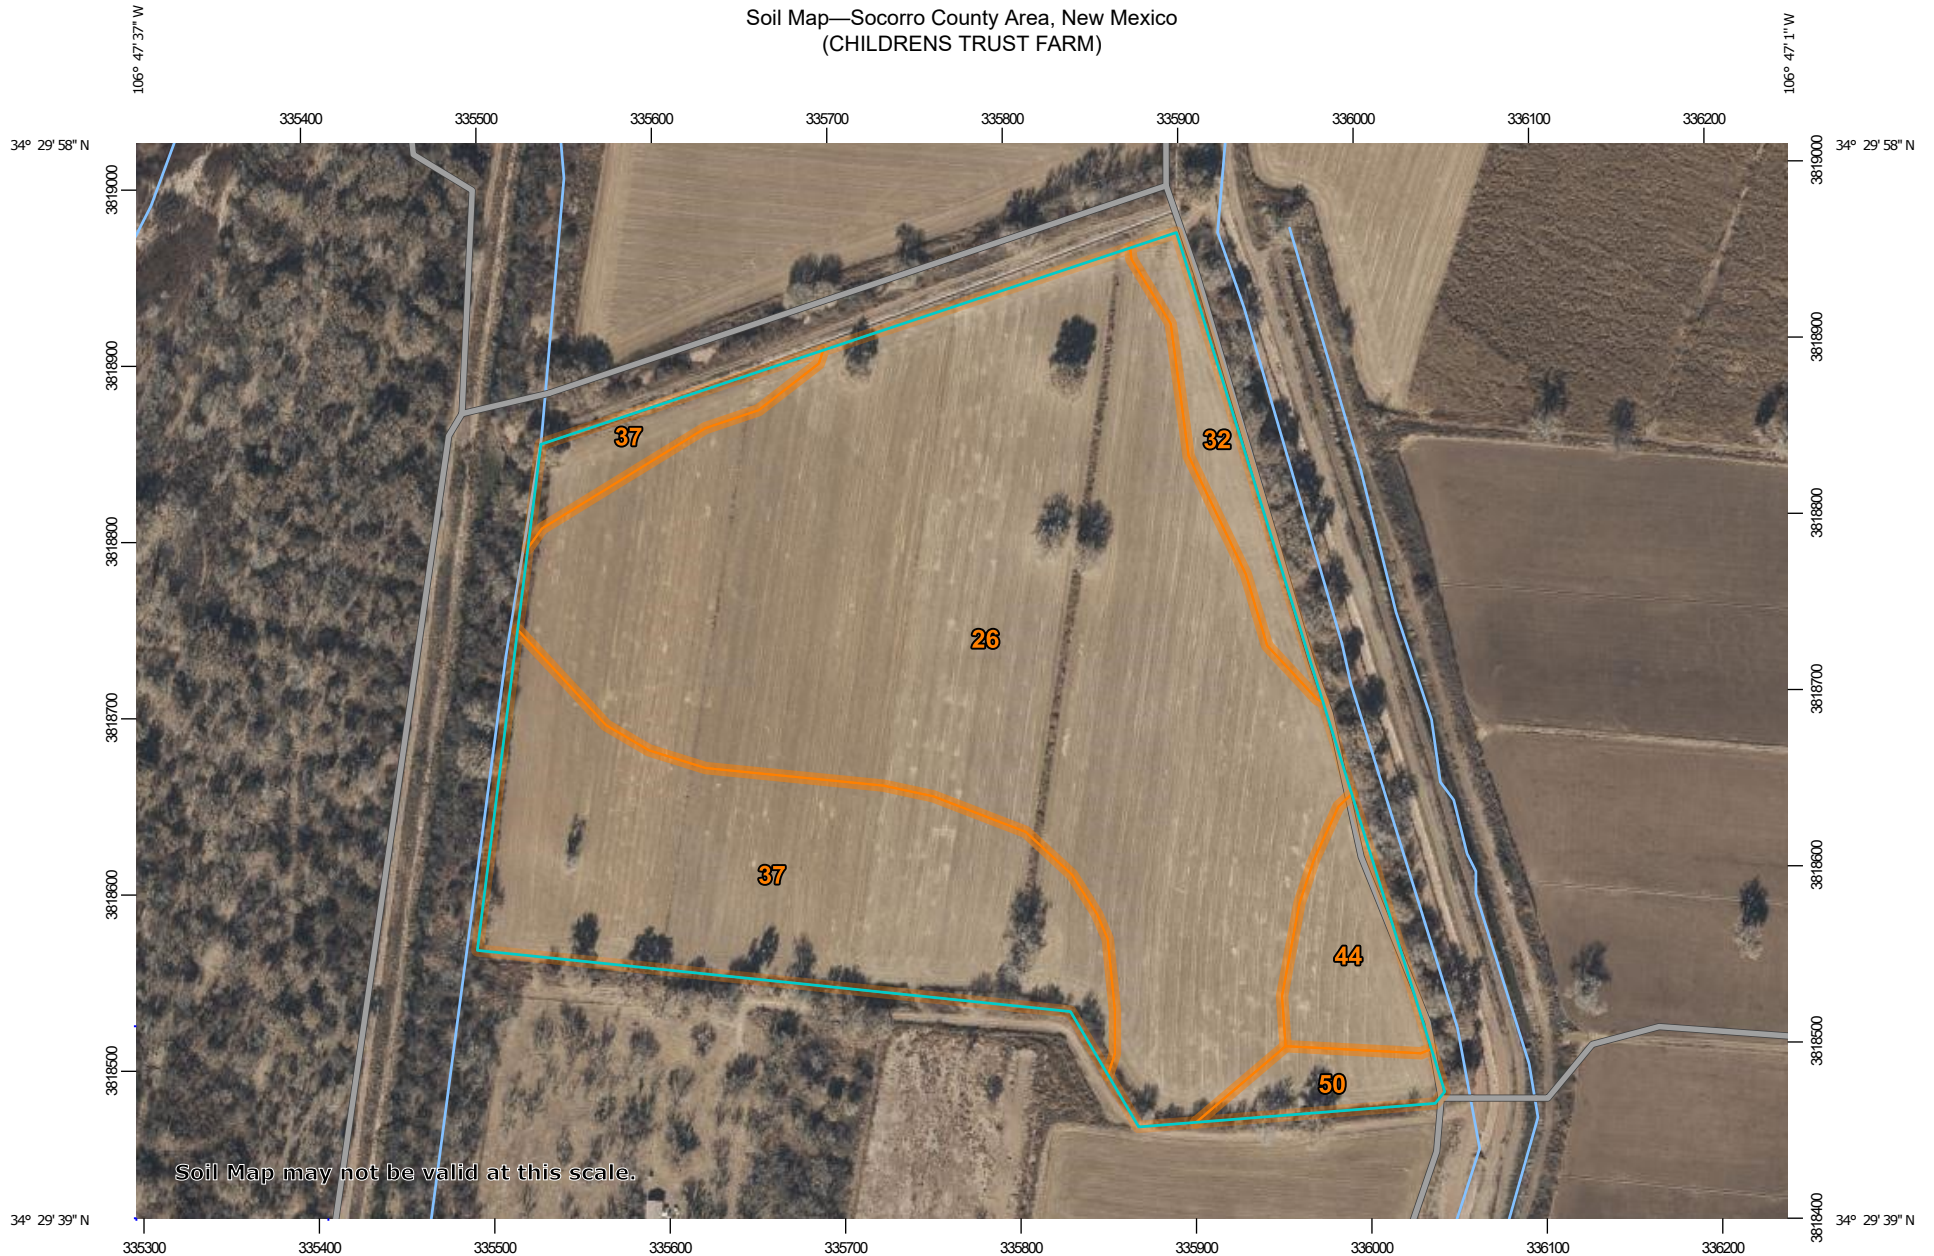 Soil Map—Socorro County Area, New Mexico
(CHILDRENS TRUST FARM)
106° 47' 37" W
106° 47' 1" W
335400 335500 335600 335700 335800 335900 336000 336100 336200
34° 29' 58" N
34° 29' 58" N
3819000
3819000
3818900
3818900
37
32
3818800
3818800
26
3818700
3818700
37
3818600
3818600
44
3818500
3818500
50
Soil Map may not be valid at this scale.
3818400
34° 29' 39" N
34° 29' 39" N
335300 335400 335500 335600 335700 335800 335900 336000 336100 336200